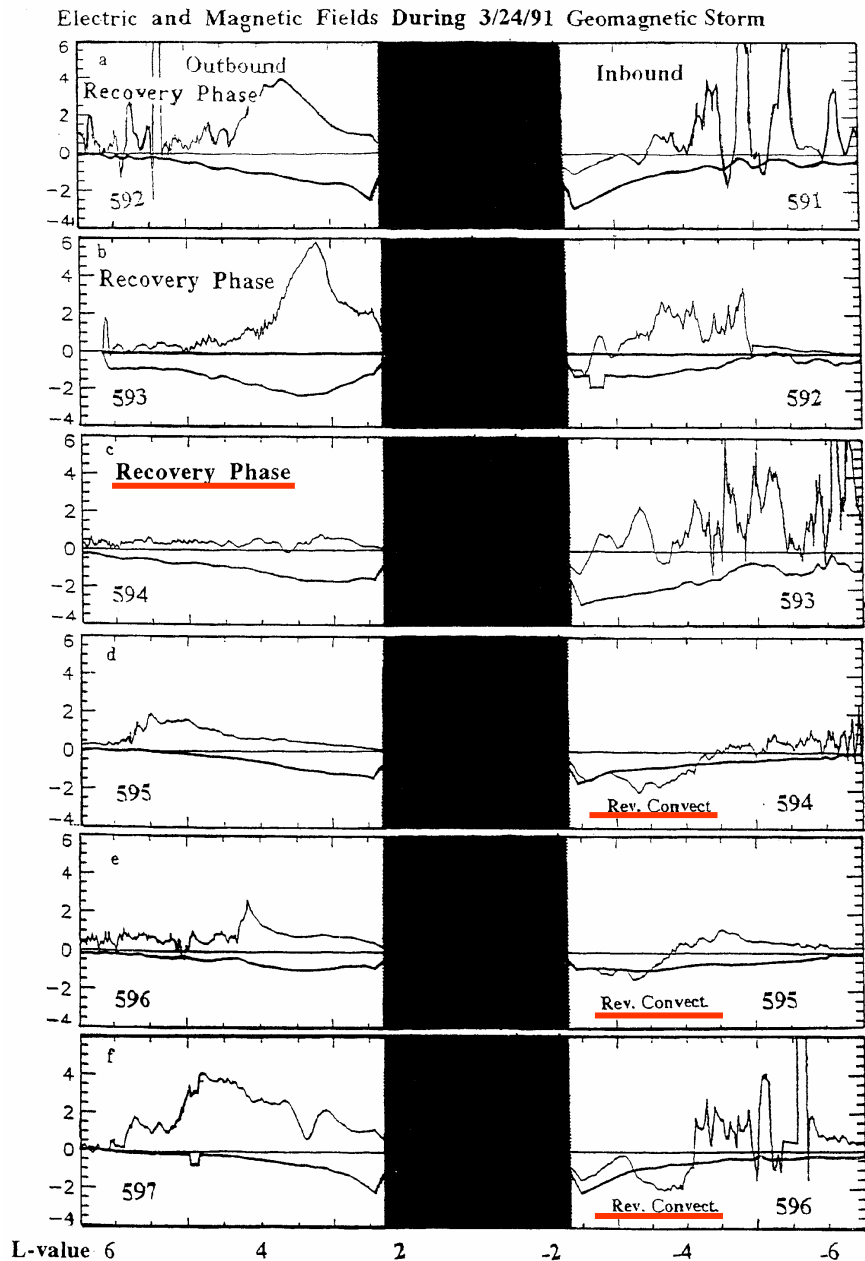 Electric and Magnetic Fields During 3/24/91 Geomagnetic Storm
6
4
2
0
-2
-4
a
Outbound
Recovery Phase
592
Inbound
591
6
4
2
0
-2
-4
b
Recovery Phase
593
592
6
4
2
0
-2
-4
c
Recovery Phase
594
593
6
4
2
0
-2
-4
d
595
Rev. Convect
594
6
4
2
0
-2
-4
e
596
Rev. Convect.
595
4
2
0
-2
-4
f
597
Rev. Convect.
596
L-value 6 4 2 -2 -4 -6